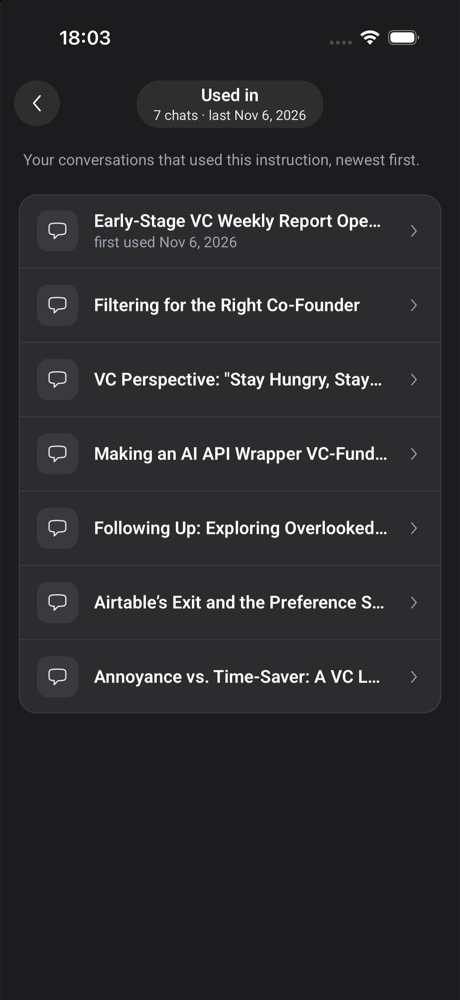 18:03
Used in
7 chats · last Nov 6, 2026
Your conversations that used this instruction, newest first.
Early-Stage VC Weekly Report Ope...
first used Nov 6, 2026
Filtering for the Right Co-Founder
VC Perspective: "Stay Hungry, Stay...
Making an AI API Wrapper VC-Fund...
Following Up: Exploring Overlooked...
Airtable’s Exit and the Preference S...
Annoyance vs. Time-Saver: A VC L...